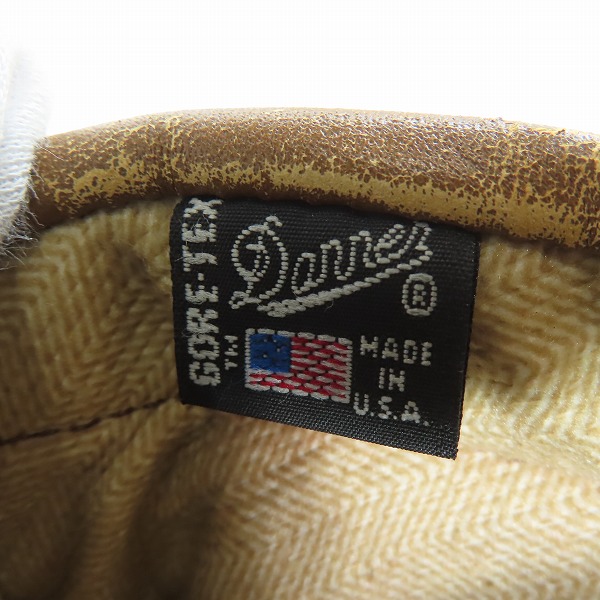 GORE-TEX
TM
Danner
®
MADE
IN
U.S.A.